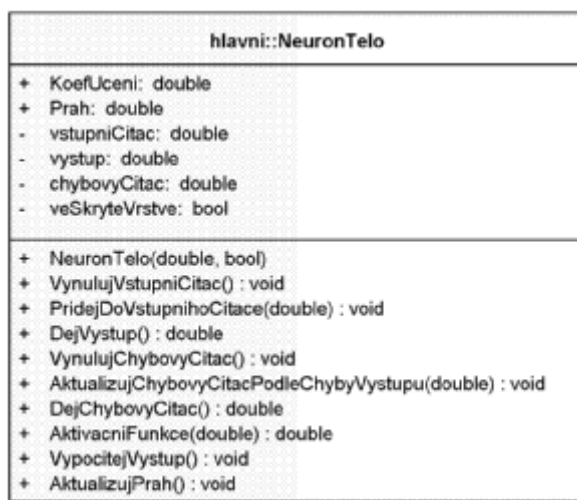 hlavni::NeuronTelo
+ KoefUceni: double
+ Prah: double
- vstupniCitac: double
- vystup: double
- chybovyCitac: double
- veSkryteVrstve: bool
+ NeuronTelo(double, bool)
+ VynulujVstupniCitac() : void
+ PridejDoVstupnihoCitace(double) : void
+ DejVystup() : double
+ VynulujChybovyCitac() : void
+ AktualizujChybovyCitacPodleChybyVystupu(double) : void
+ DejChybovyCitac() : double
+ AktivacniFunkce(double) : double
+ VypocitejVystup() : void
+ AktualizujPrah() : void